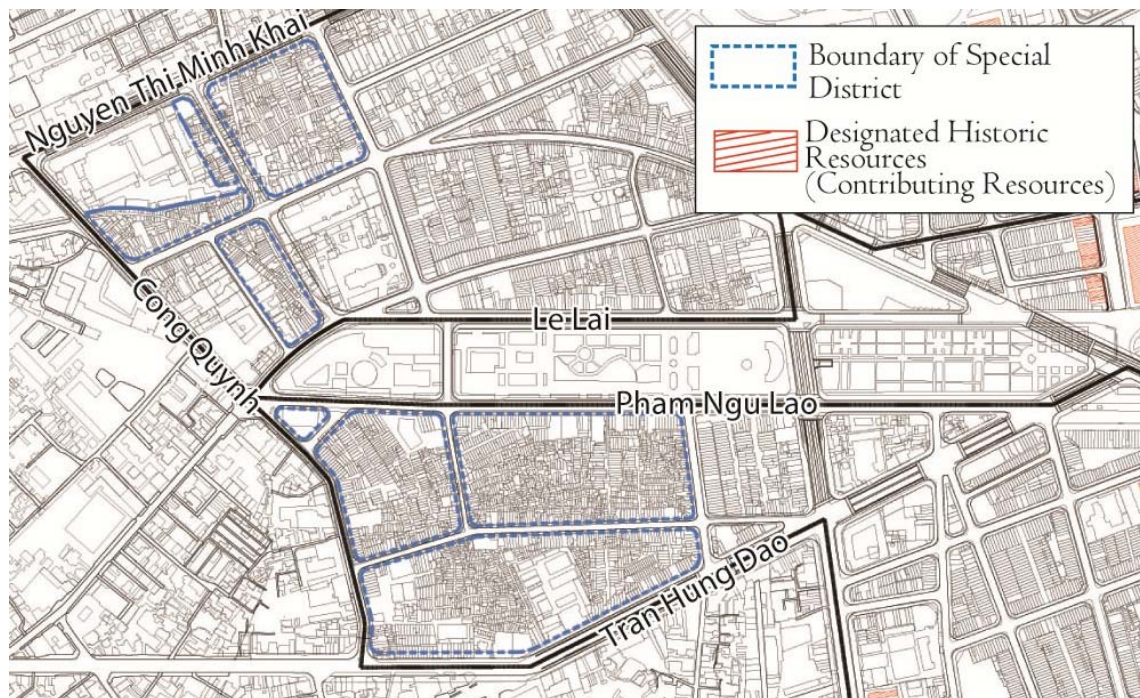 Nguyen Thi Minh Khai
Boundary of Special
District
Designated Historic
Resources
(Contributing Resources)
Cong Quynh
Le Lai
Pham Ngu Lao
Tran Hung Dao